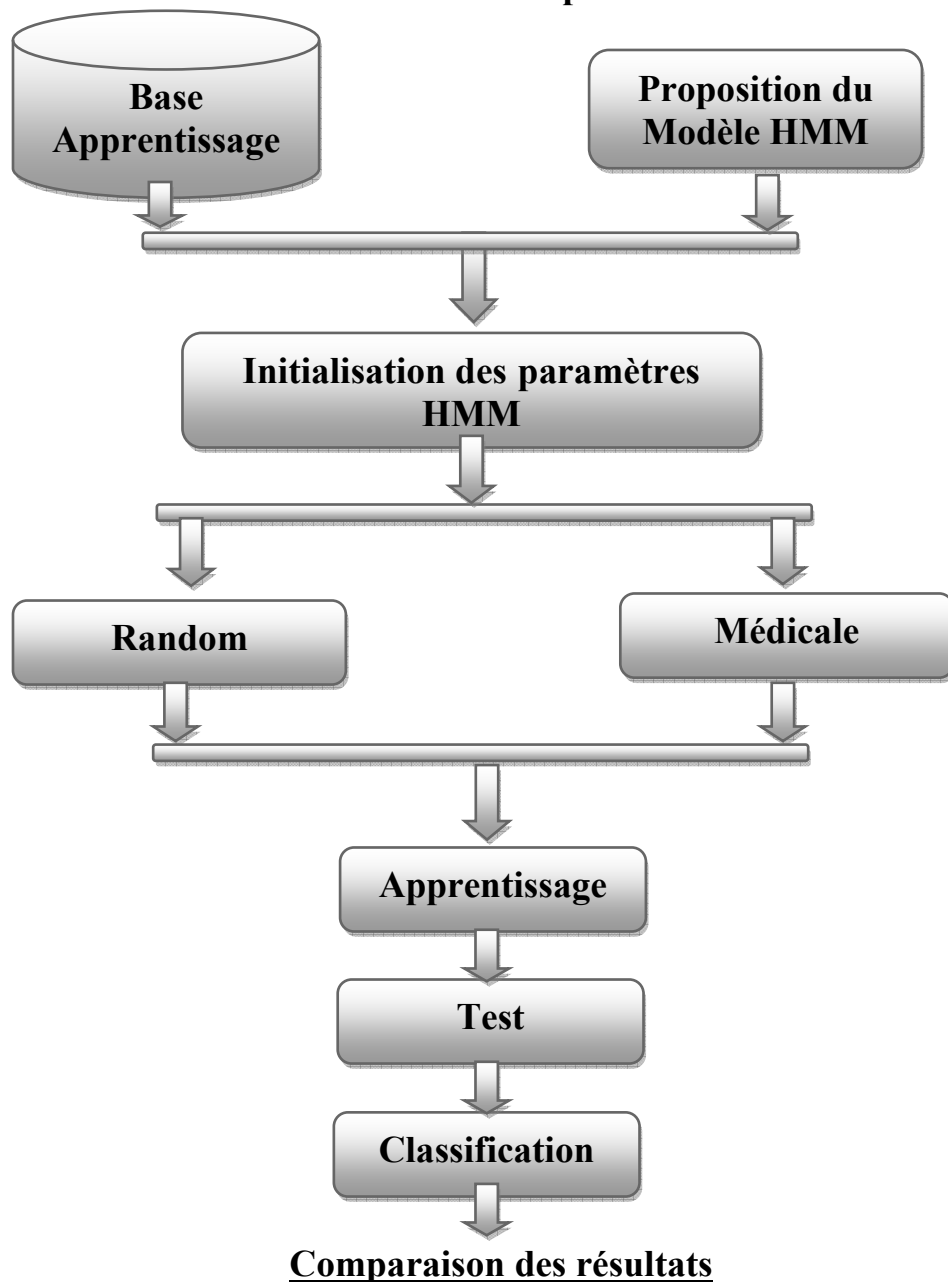 Base
Apprentissage
Proposition du
Modèle HMM
Initialisation des paramètres
HMM
Random
Médicale
Apprentissage
Test
Classification
Comparaison des résultats